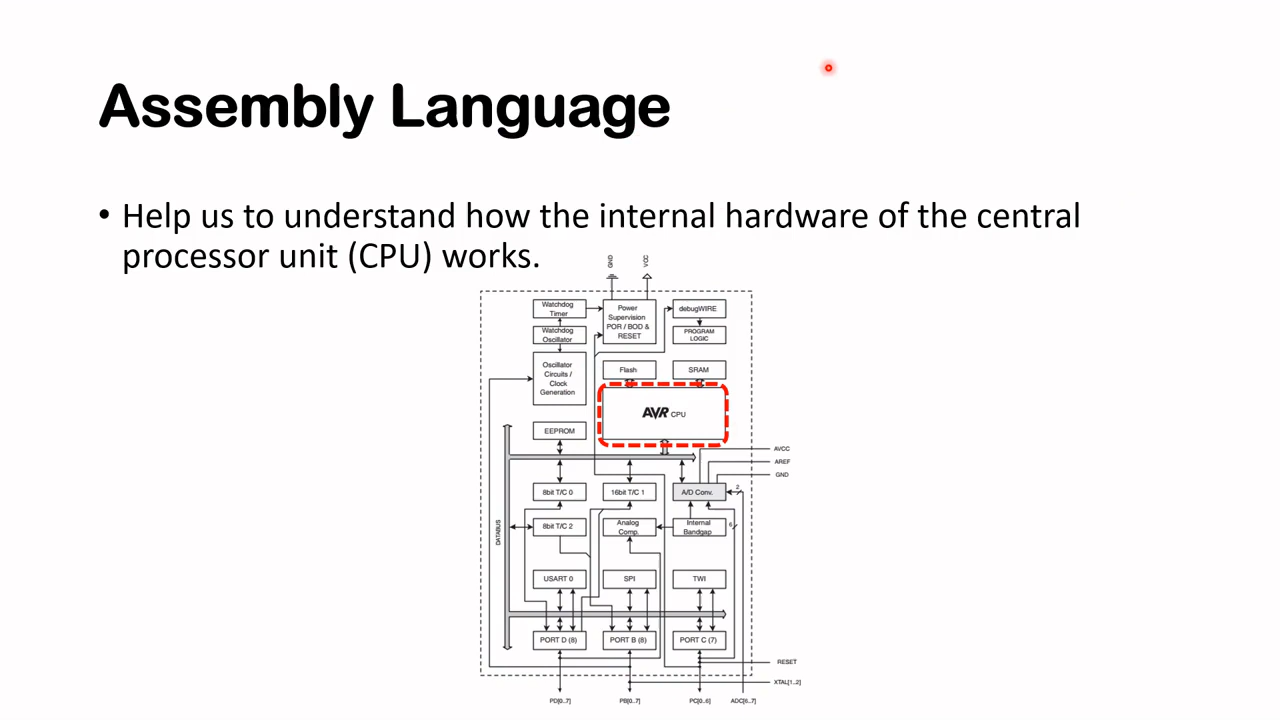 Assembly Language
• Help us to understand how the internal hardware of the central
processor unit (CPU) works.
GND
VCC
Watchdog
Timer
Power
Supervision
POR / BOD &
RESET
debugWIRE
Watchdog
Oscillator
PROGRAM
LOGIC
Oscillator
Circuits /
Clock
Generation
Flash
SRAM
AVR CPU
EEPROM
AVCC
AREF
GND
8bit T/C 0
16bit T/C 1
A/D Conv.
2
DATABUS
8bit T/C 2
Analog
Comp.
Internal
Bandgap
6
USART 0
SPI
TWI
PORT D (8)
PORT B (8)
PORT C (7)
RESET
XTAL[1..2]
PD[0..7]
PB[0..7]
PC[0..6]
ADC[6..7]